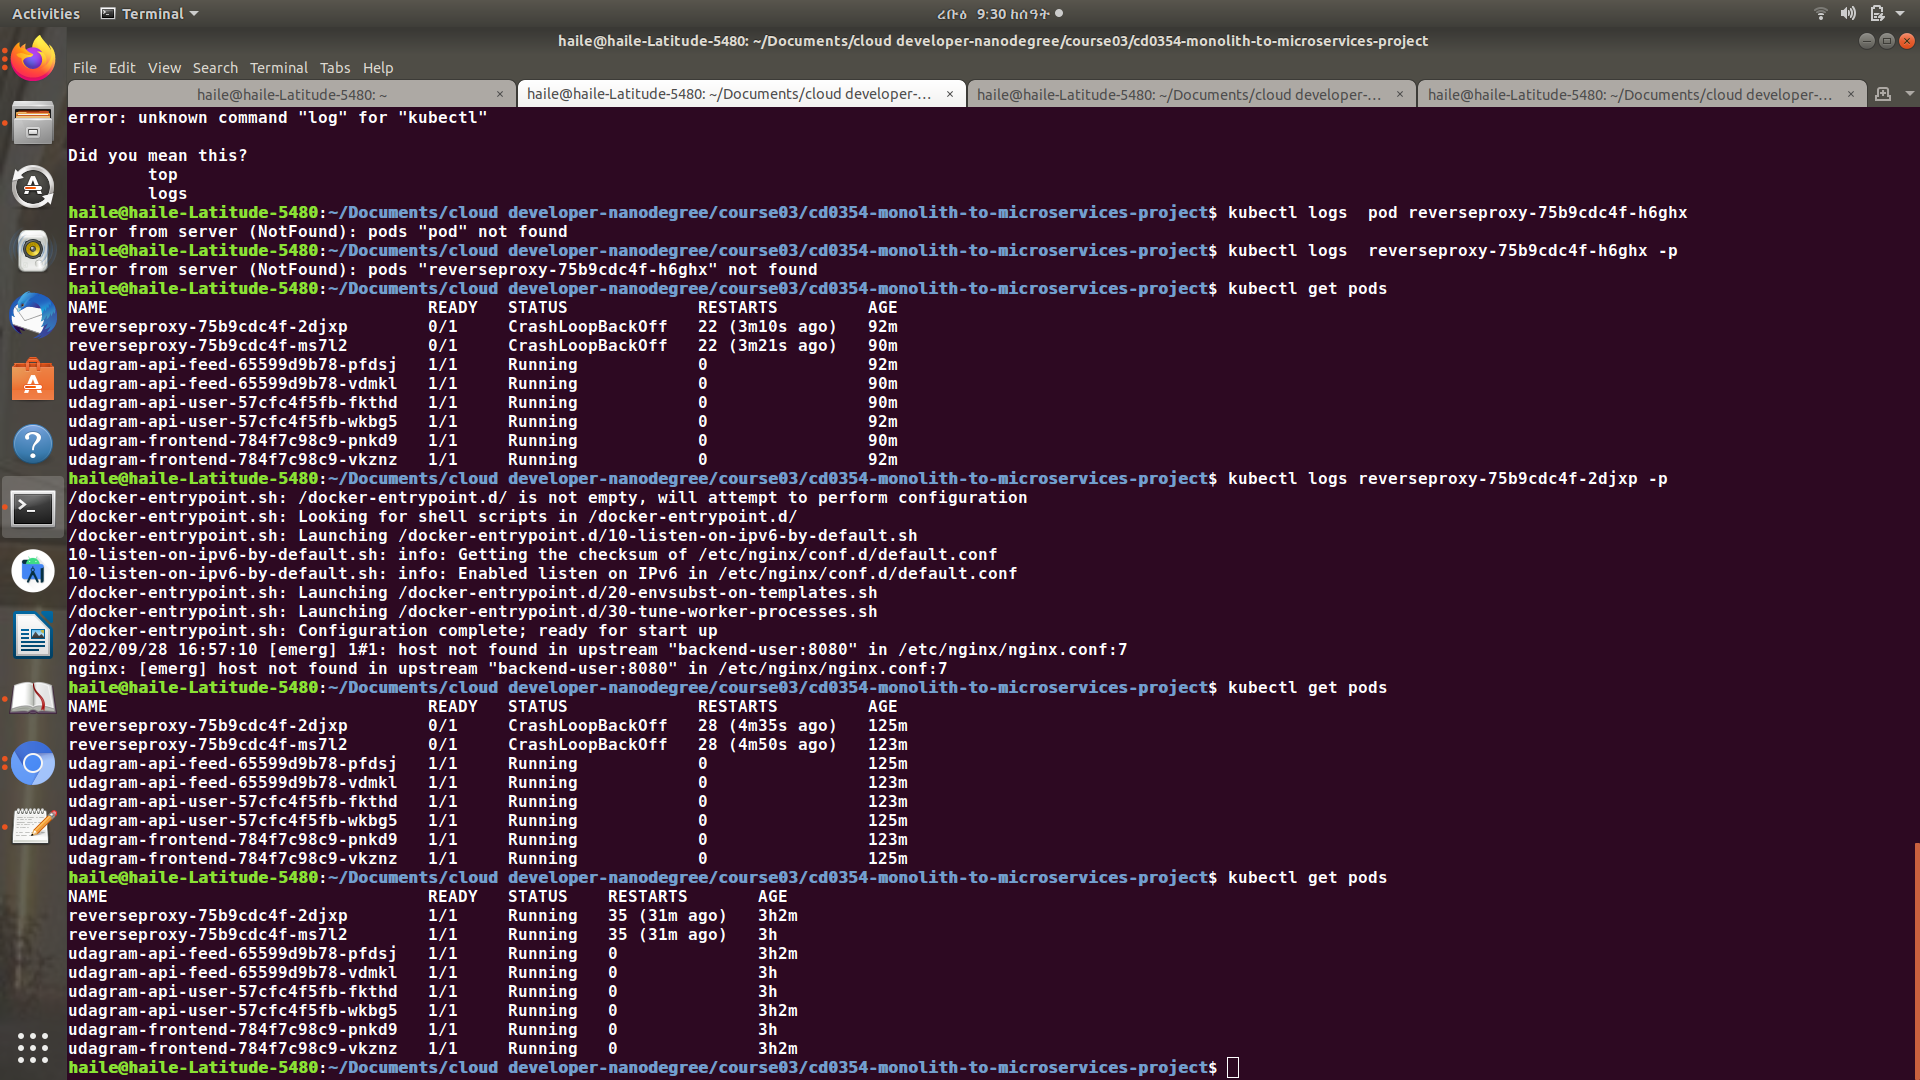 Activities Terminal ረቡዕ 9:30 ከሰዓት
haile@haile-Latitude-5480: ~/Documents/cloud developer-nanodegree/course03/cd0354-monolith-to-microservices-project
File Edit View Search Terminal Tabs Help
haile@haile-Latitude-5480: ~ × haile@haile-Latitude-5480: ~/Documents/cloud developer-... × haile@haile-Latitude-5480: ~/Documents/cloud developer-... × haile@haile-Latitude-5480: ~/Documents/cloud developer-... ×
error: unknown command "log" for "kubectl"
Did you mean this?
top
logs
haile@haile-Latitude-5480:~/Documents/cloud developer-nanodegree/course03/cd0354-monolith-to-microservices-project$ kubectl logs  pod reverseproxy-75b9cdc4f-h6ghx
Error from server (NotFound): pods "pod" not found
haile@haile-Latitude-5480:~/Documents/cloud developer-nanodegree/course03/cd0354-monolith-to-microservices-project$ kubectl logs  reverseproxy-75b9cdc4f-h6ghx -p
Error from server (NotFound): pods "reverseproxy-75b9cdc4f-h6ghx" not found
haile@haile-Latitude-5480:~/Documents/cloud developer-nanodegree/course03/cd0354-monolith-to-microservices-project$ kubectl get pods
NAME READY STATUS RESTARTS AGE
reverseproxy-75b9cdc4f-2djxp 0/1 CrashLoopBackOff 22 (3m10s ago) 92m
reverseproxy-75b9cdc4f-ms7l2 0/1 CrashLoopBackOff 22 (3m21s ago) 90m
udagram-api-feed-65599d9b78-pfdsj 1/1 Running 0 92m
udagram-api-feed-65599d9b78-vdmkl 1/1 Running 0 90m
udagram-api-user-57cfc4f5fb-fkthd 1/1 Running 0 90m
udagram-api-user-57cfc4f5fb-wkbg5 1/1 Running 0 92m
udagram-frontend-784f7c98c9-pnkd9 1/1 Running 0 90m
udagram-frontend-784f7c98c9-vkznz 1/1 Running 0 92m
haile@haile-Latitude-5480:~/Documents/cloud developer-nanodegree/course03/cd0354-monolith-to-microservices-project$ kubectl logs reverseproxy-75b9cdc4f-2djxp -p
/docker-entrypoint.sh: /docker-entrypoint.d/ is not empty, will attempt to perform configuration
/docker-entrypoint.sh: Looking for shell scripts in /docker-entrypoint.d/
/docker-entrypoint.sh: Launching /docker-entrypoint.d/10-listen-on-ipv6-by-default.sh
10-listen-on-ipv6-by-default.sh: info: Getting the checksum of /etc/nginx/conf.d/default.conf
10-listen-on-ipv6-by-default.sh: info: Enabled listen on IPv6 in /etc/nginx/conf.d/default.conf
/docker-entrypoint.sh: Launching /docker-entrypoint.d/20-envsubst-on-templates.sh
/docker-entrypoint.sh: Launching /docker-entrypoint.d/30-tune-worker-processes.sh
/docker-entrypoint.sh: Configuration complete; ready for start up
2022/09/28 16:57:10 [emerg] 1#1: host not found in upstream "backend-user:8080" in /etc/nginx/nginx.conf:7
nginx: [emerg] host not found in upstream "backend-user:8080" in /etc/nginx/nginx.conf:7
haile@haile-Latitude-5480:~/Documents/cloud developer-nanodegree/course03/cd0354-monolith-to-microservices-project$ kubectl get pods
NAME READY STATUS RESTARTS AGE
reverseproxy-75b9cdc4f-2djxp 0/1 CrashLoopBackOff 28 (4m35s ago) 125m
reverseproxy-75b9cdc4f-ms7l2 0/1 CrashLoopBackOff 28 (4m50s ago) 123m
udagram-api-feed-65599d9b78-pfdsj 1/1 Running 0 125m
udagram-api-feed-65599d9b78-vdmkl 1/1 Running 0 123m
udagram-api-user-57cfc4f5fb-fkthd 1/1 Running 0 123m
udagram-api-user-57cfc4f5fb-wkbg5 1/1 Running 0 125m
udagram-frontend-784f7c98c9-pnkd9 1/1 Running 0 123m
udagram-frontend-784f7c98c9-vkznz 1/1 Running 0 125m
haile@haile-Latitude-5480:~/Documents/cloud developer-nanodegree/course03/cd0354-monolith-to-microservices-project$ kubectl get pods
NAME READY STATUS RESTARTS AGE
reverseproxy-75b9cdc4f-2djxp 1/1 Running 35 (31m ago) 3h2m
reverseproxy-75b9cdc4f-ms7l2 1/1 Running 35 (31m ago) 3h
udagram-api-feed-65599d9b78-pfdsj 1/1 Running 0 3h2m
udagram-api-feed-65599d9b78-vdmkl 1/1 Running 0 3h
udagram-api-user-57cfc4f5fb-fkthd 1/1 Running 0 3h
udagram-api-user-57cfc4f5fb-wkbg5 1/1 Running 0 3h2m
udagram-frontend-784f7c98c9-pnkd9 1/1 Running 0 3h
udagram-frontend-784f7c98c9-vkznz 1/1 Running 0 3h2m
haile@haile-Latitude-5480:~/Documents/cloud developer-nanodegree/course03/cd0354-monolith-to-microservices-project$